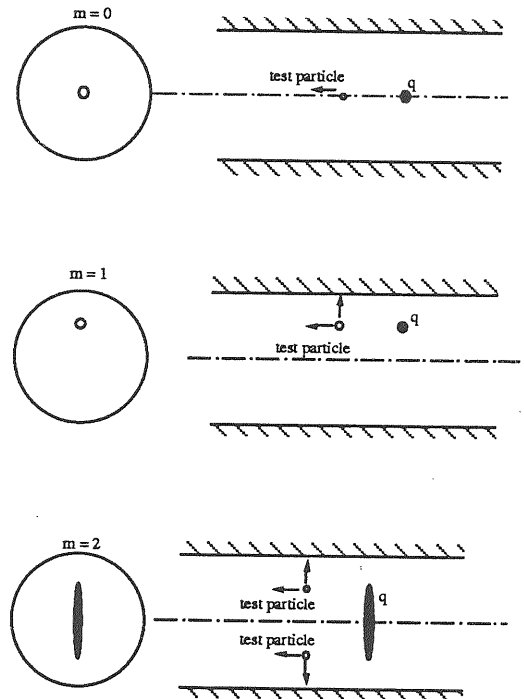 m = 0
test particle
q
m = 1
q
test particle
m = 2
q
test particle
test particle